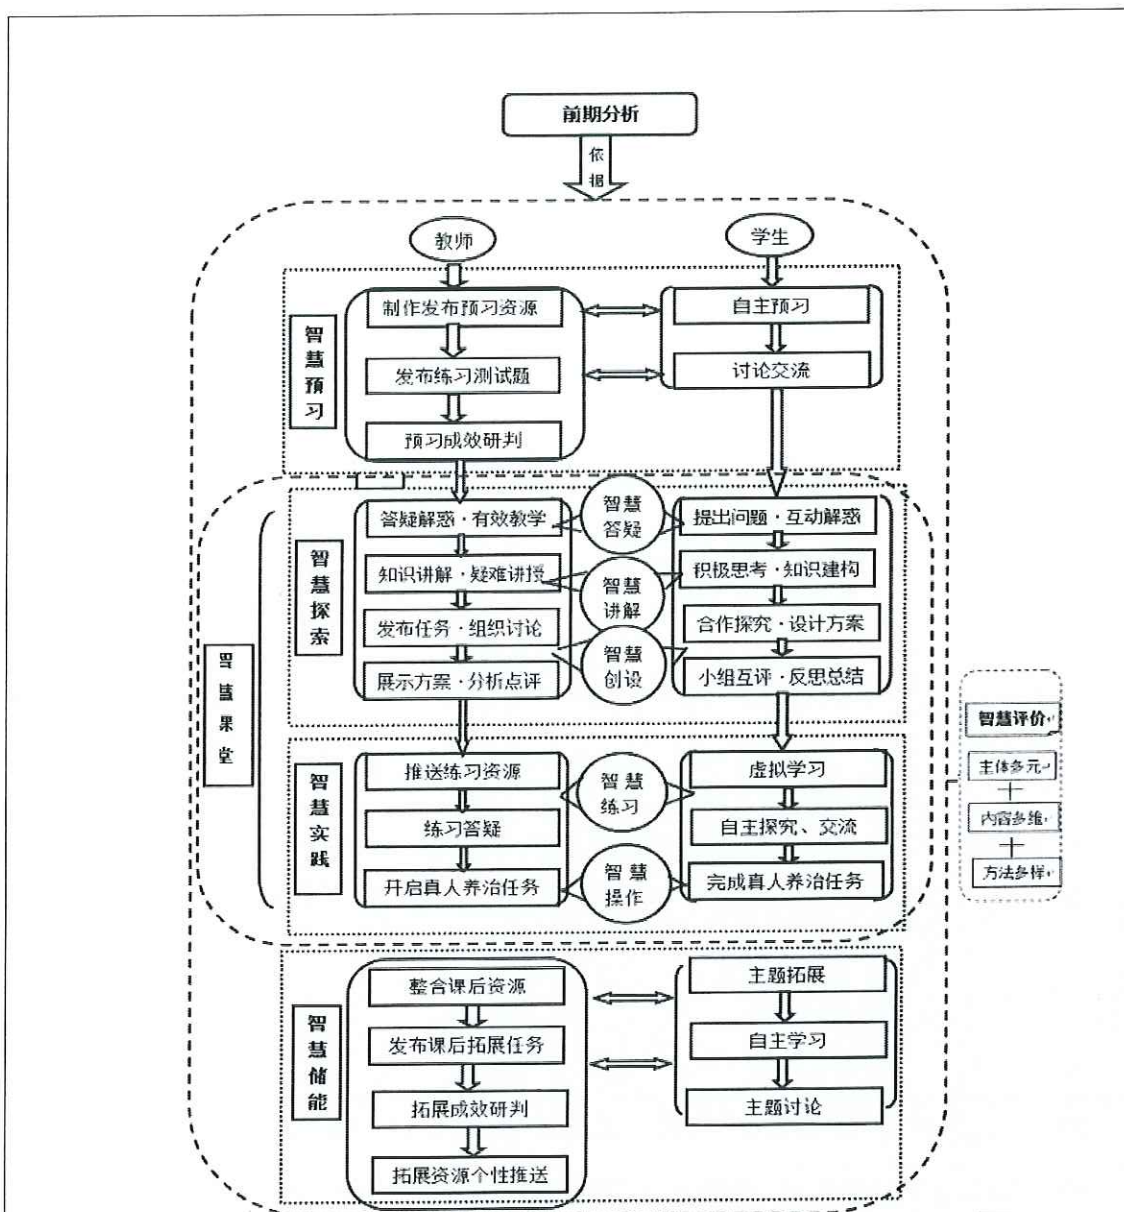 前期分析
依
据
教师
学生
智慧预习
制作发布预习资源
发布练习测试题
预习成效研判
自主预习
讨论交流
智慧课堂
智慧探索
答疑解惑·有效教学
知识讲解·疑难讲授
发布任务·组织讨论
展示方案·分析点评
智慧
答疑
智慧
讲解
智慧
创设
提出问题·互动解惑
积极思考·知识建构
合作探究·设计方案
小组互评·反思总结
智慧实践
推送练习资源
练习答疑
开启真人养治任务
智慧
练习
智慧
操作
虚拟学习
自主探究、交流
完成真人养治任务
智慧评价
主体多元
内容多维
方法多样
智慧储能
整合课后资源
发布课后拓展任务
拓展成效研判
拓展资源个性推送
主题拓展
自主学习
主题讨论